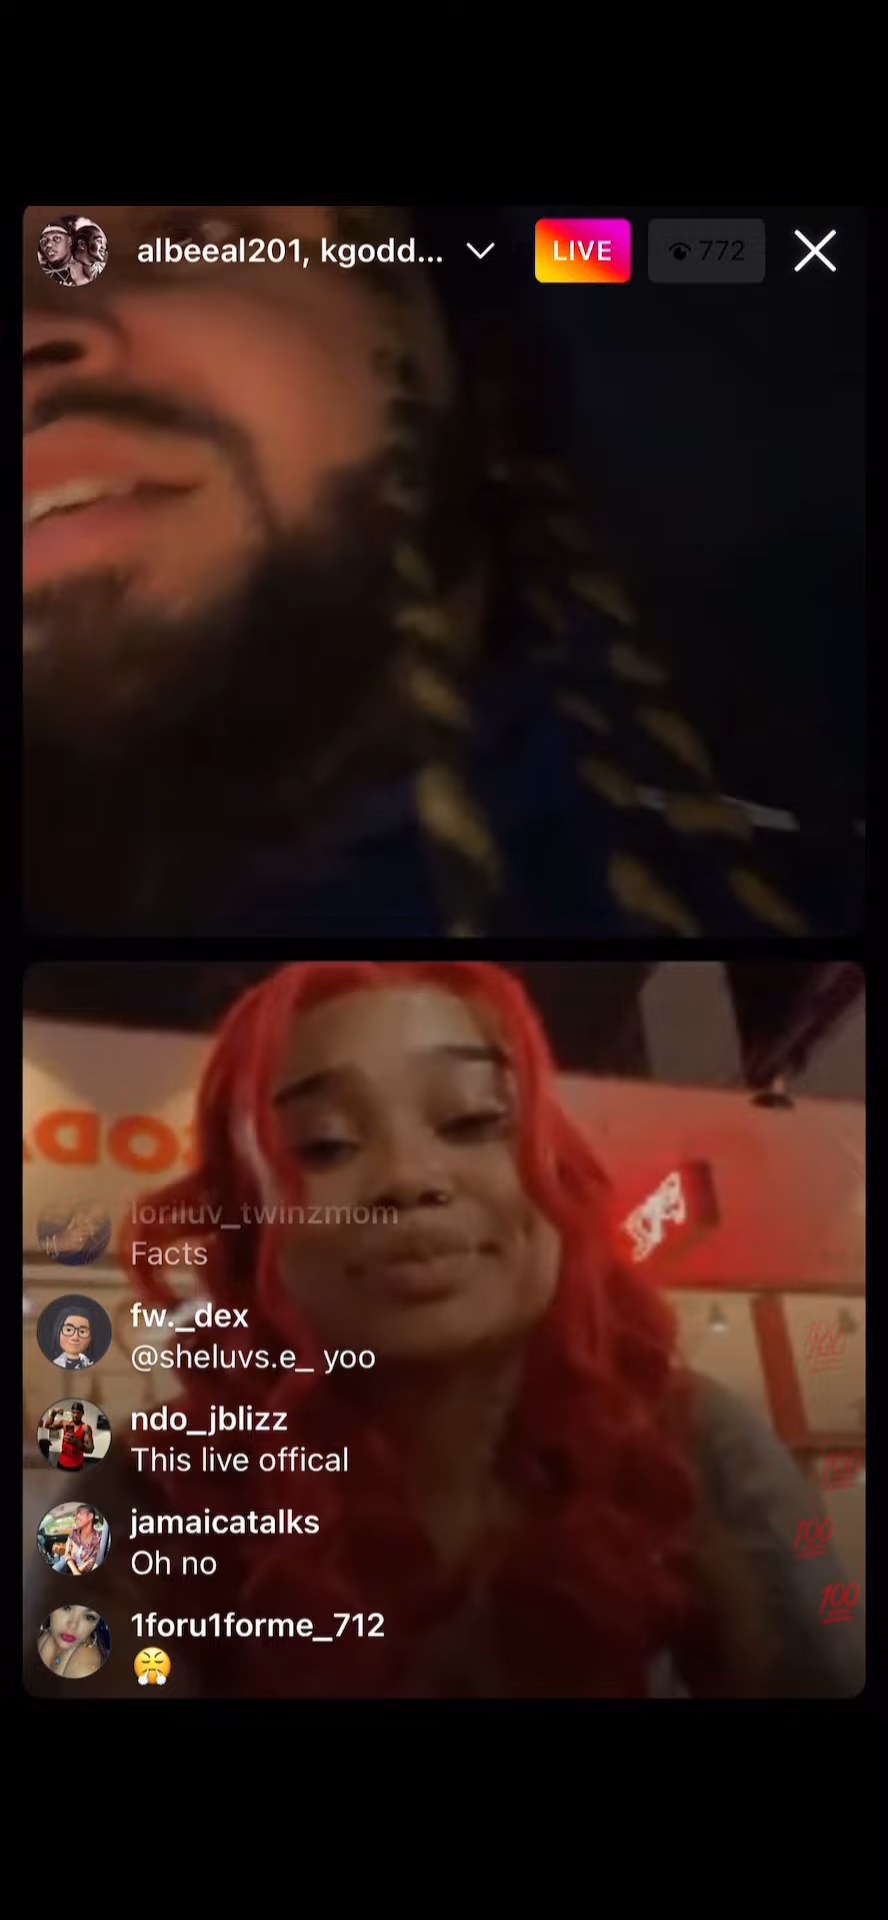 albeeal201, kgodd...
LIVE
772
loriluv_twinzmom
Facts
fw._dex
@sheluvs.e_ yoo
ndo_jblizz
This live offical
jamaicatalks
Oh no
1foru1forme_712
😤
💯
💯
💯
💯